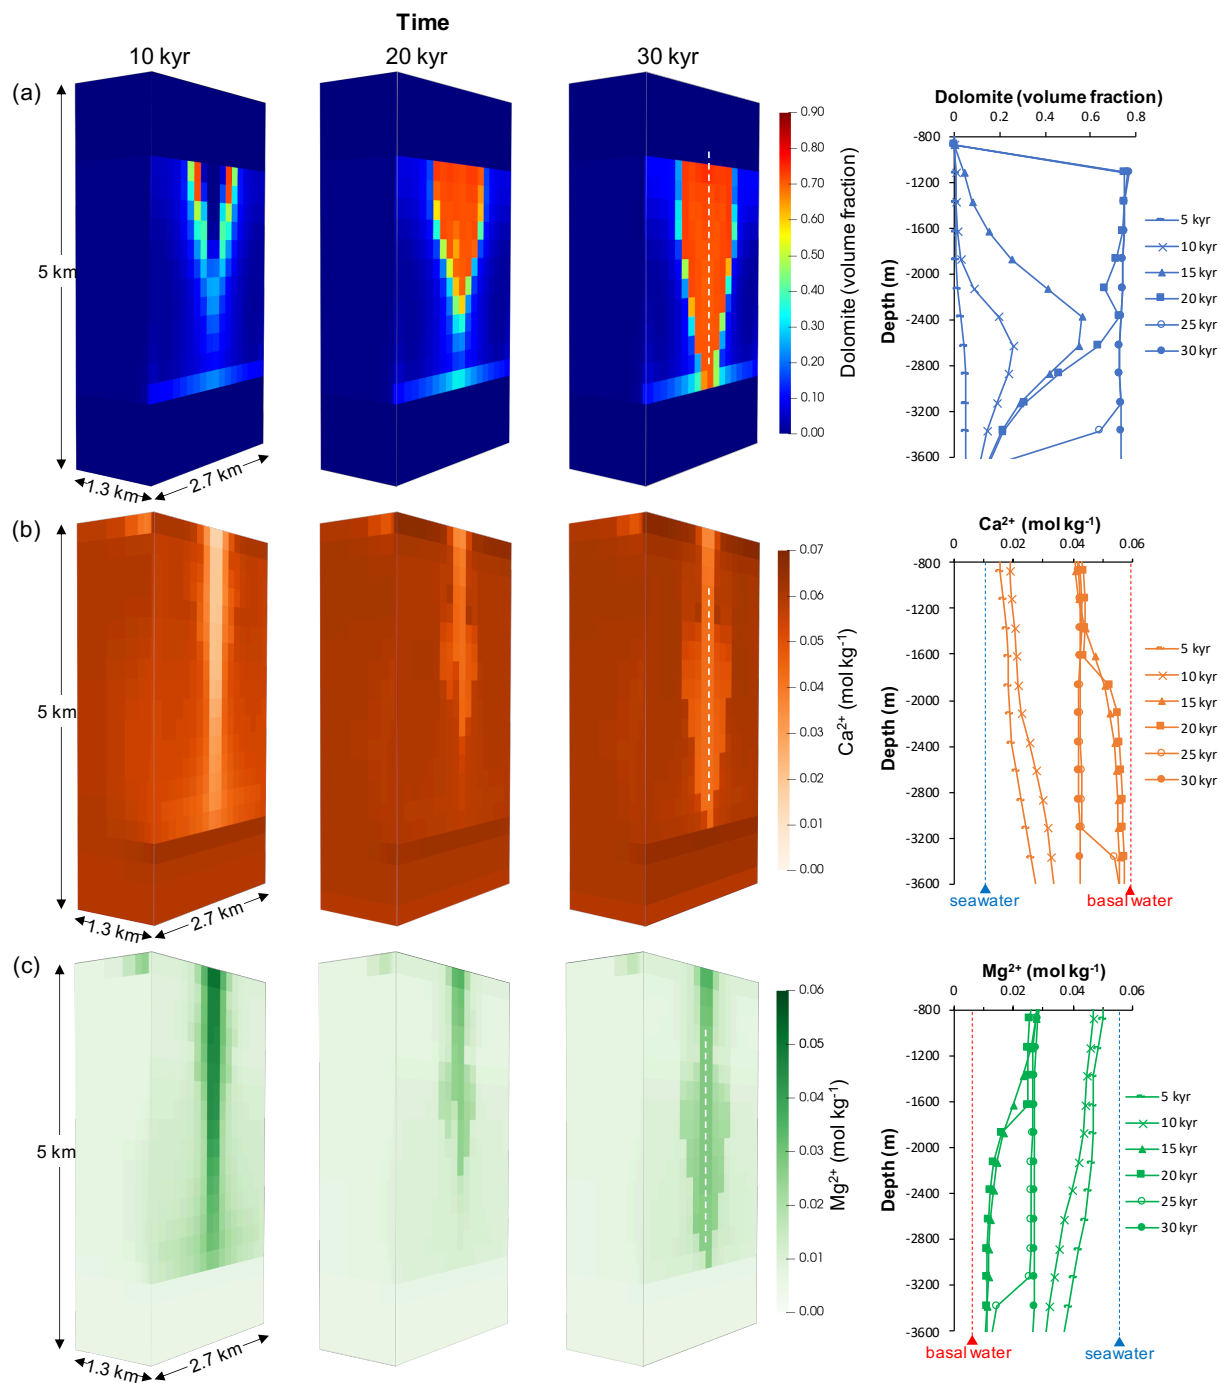 Time
10 kyr
20 kyr
30 kyr
(a)
5 km
1.3 km
2.7 km
0.90
0.80
0.70
0.60
0.50
0.40
0.30
0.20
0.10
0.00
Dolomite (volume fraction)
Dolomite (volume fraction)
0 0.2 0.4 0.6 0.8
-800
-1200
-1600
-2000
-2400
-2800
-3200
-3600
Depth (m)
5 kyr
10 kyr
15 kyr
20 kyr
25 kyr
30 kyr
(b)
5 km
1.3 km
2.7 km
0.07
0.06
0.05
0.04
0.03
0.02
0.01
0.00
Ca²⁺ (mol kg⁻¹)
Ca²⁺ (mol kg⁻¹)
0 0.02 0.04 0.06
-800
-1200
-1600
-2000
-2400
-2800
-3200
-3600
Depth (m)
seawater
basal water
5 kyr
10 kyr
15 kyr
20 kyr
25 kyr
30 kyr
(c)
5 km
1.3 km
2.7 km
0.06
0.05
0.04
0.03
0.02
0.01
0.00
Mg²⁺ (mol kg⁻¹)
Mg²⁺ (mol kg⁻¹)
0 0.02 0.04 0.06
-800
-1200
-1600
-2000
-2400
-2800
-3200
-3600
Depth (m)
basal water
seawater
5 kyr
10 kyr
15 kyr
20 kyr
25 kyr
30 kyr